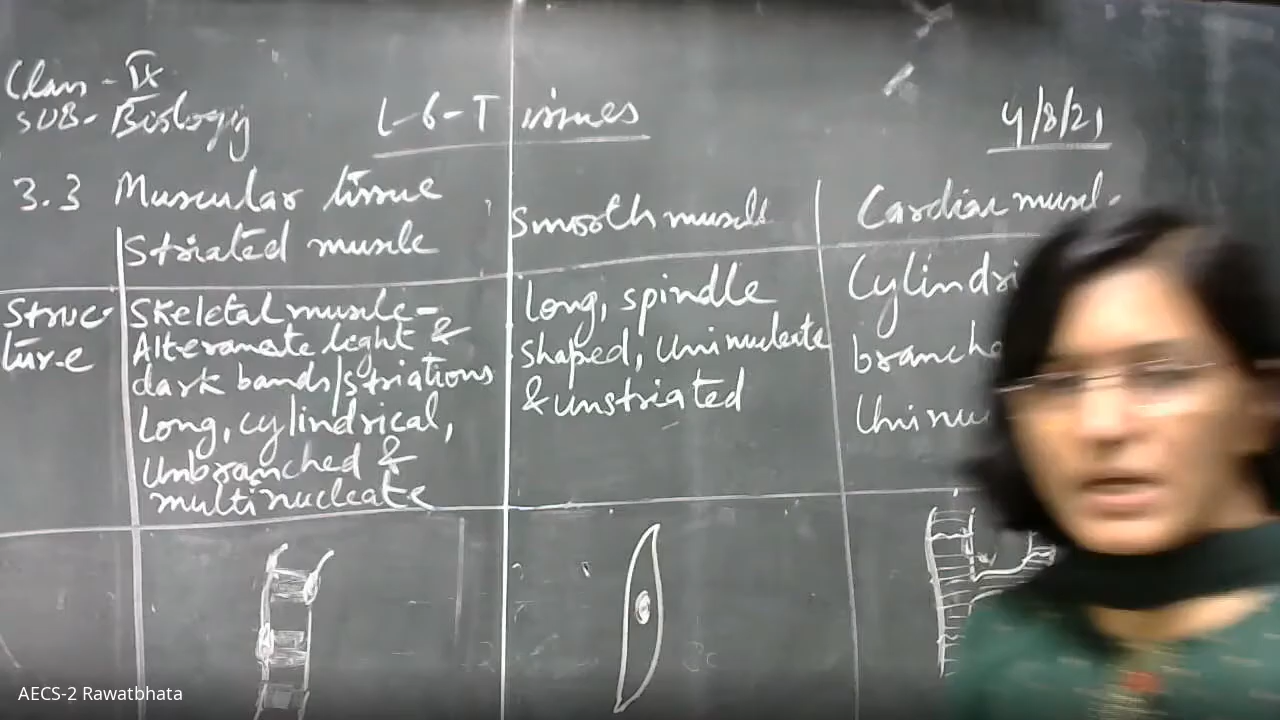 Class - IX
SUB - Biology
L-6-Tissues
4/8/21
3.3 Muscular tissue
Striated muscle
Smooth muscle
Cardiac muscl
Struc
ture
Skeletal muscle-
Alteranate light &
dark bands/striations
Long, cylindrical,
Unbranched &
multinucleate
Long, spindle
shaped, Uninucleate
& unstriated
Cylindri
branche
Uninu
AECS-2 Rawatbhata